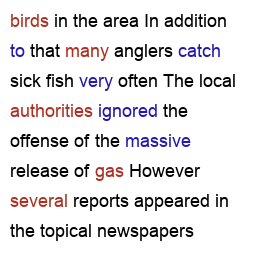 birds in the area In addition
to that many anglers catch
sick fish very often The local
authorities ignored the
offense of the massive
release of gas However
several reports appeared in
the topical newspapers